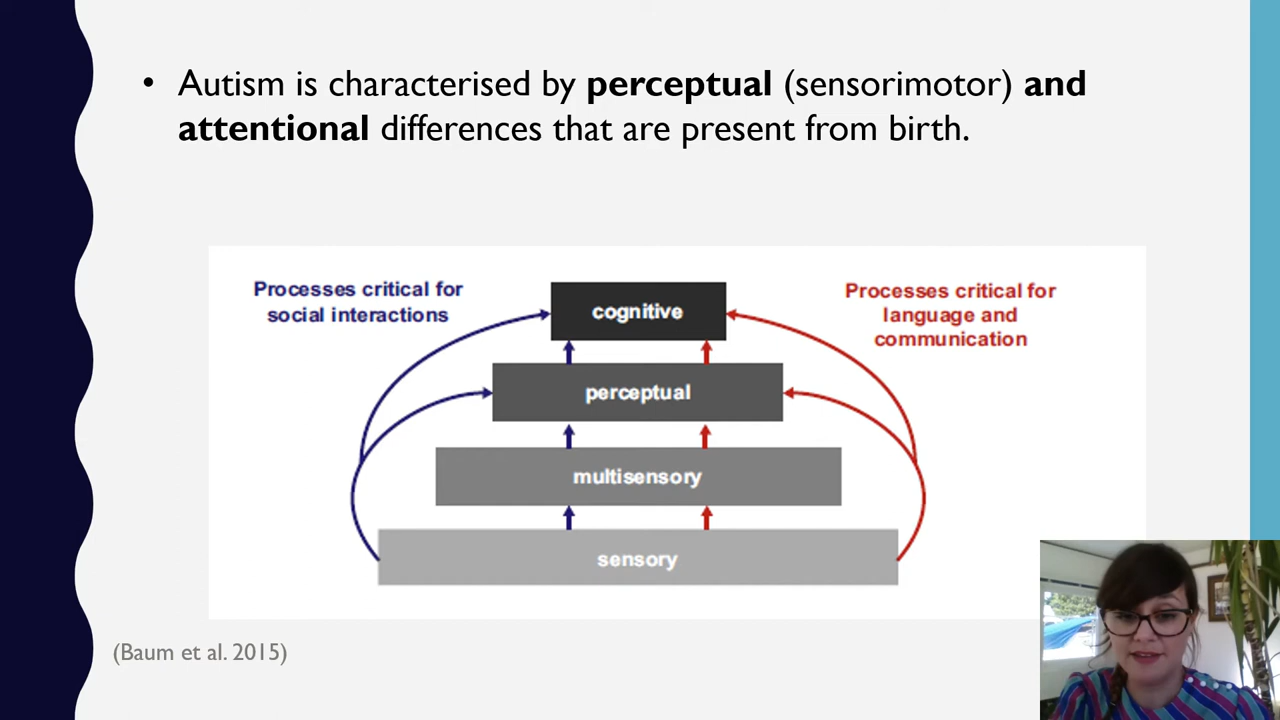 • Autism is characterised by perceptual (sensorimotor) and
attentional differences that are present from birth.
Processes critical for
social interactions
cognitive
Processes critical for
language and
communication
perceptual
multisensory
sensory
(Baum et al. 2015)